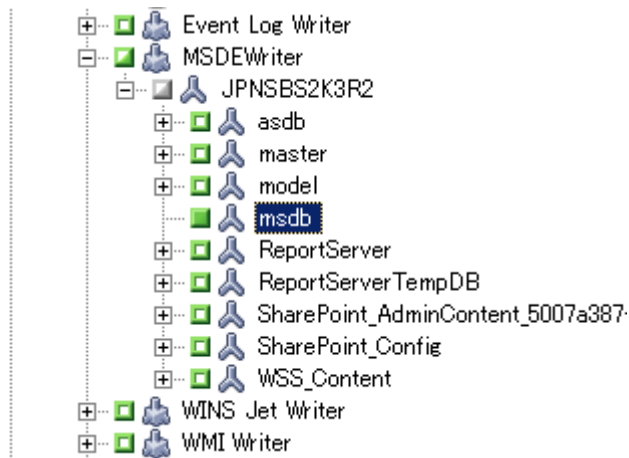 Event Log Writer
MSDEWriter
JPNSBS2K3R2
asdb
master
model
msdb
ReportServer
ReportServerTempDB
SharePoint_AdminContent_5007a387-
SharePoint_Config
WSS_Content
WINS Jet Writer
WMI Writer